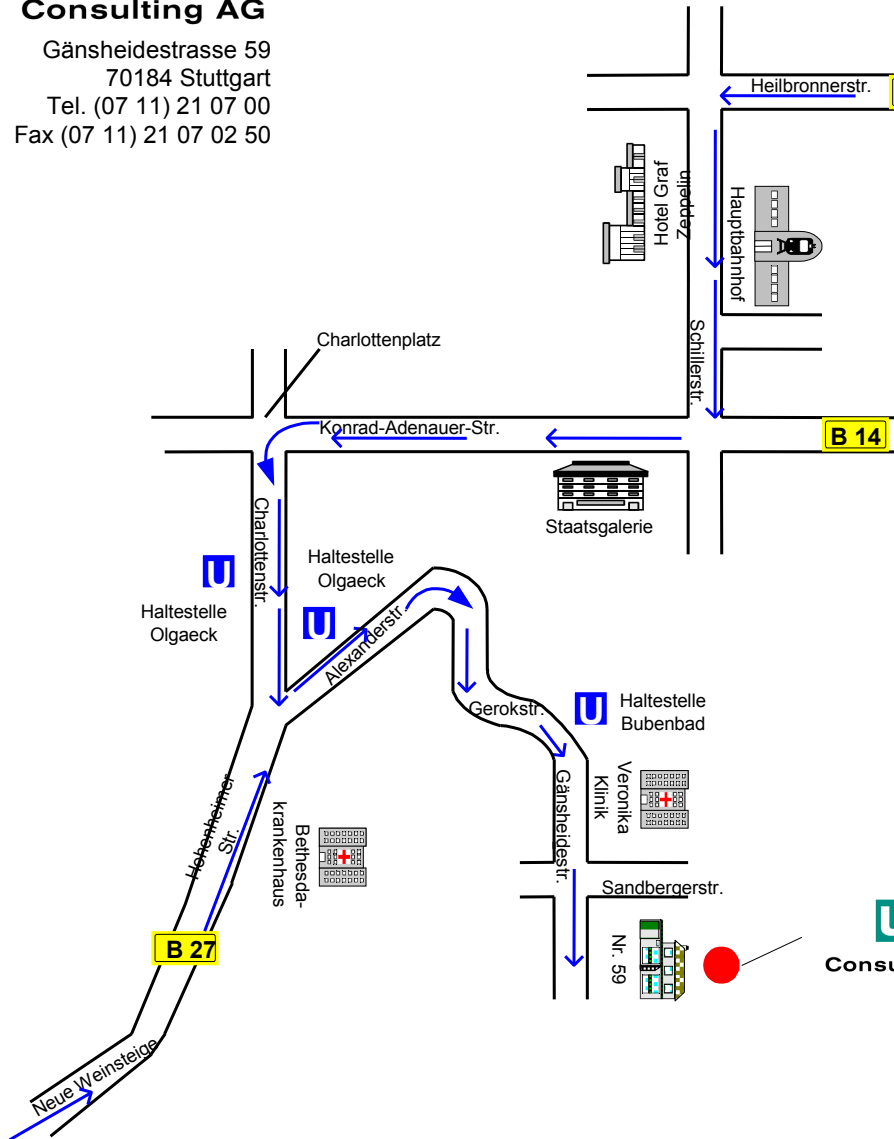 Consulting AG
Gänsheidestrasse 59
70184 Stuttgart
Tel. (07 11) 21 07 00
Fax (07 11) 21 07 02 50
Heilbronnerstr.
Hotel Graf
Zeppelin
Hauptbahnhof
Schillerstr.
Charlottenplatz
Konrad-Adenauer-Str.
B 14
Staatsgalerie
Charlottenstr.
U
Haltestelle
Olgaeck
Haltestelle
Olgaeck
U
Alexanderstr.
Gerokstr.
U
Haltestelle
Bubenbad
Veronika
Klinik
Gänsheidestr.
Hohenheimer
Str.
Bethesda-
krankenhaus
Sandbergerstr.
Nr. 59
B 27
Neue Weinsteige
U
Consu